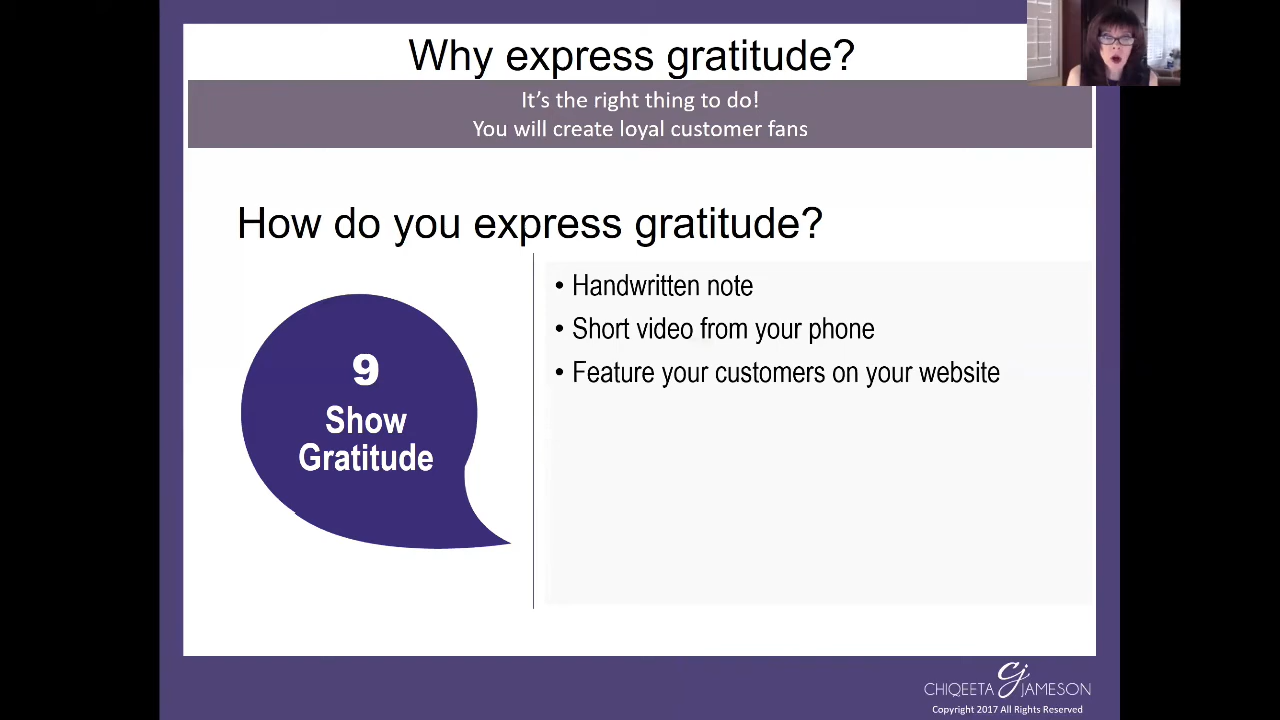 Why express gratitude?
It's the right thing to do!
You will create loyal customer fans
How do you express gratitude?
9
Show
Gratitude
• Handwritten note
• Short video from your phone
• Feature your customers on your website
CHIQEETA CJ JAMESON
Copyright 2017 All Rights Reserved